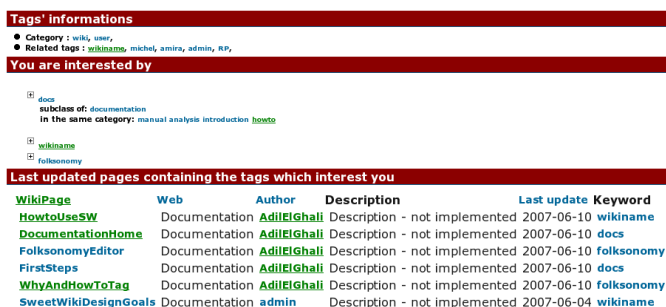 Tags' informations
Category : wiki, user,
Related tags : wikiname, michel, amira, admin, RP,
You are interested by
docs
subclass of: documentation
in the same category: manual analysis introduction howto
wikiname
folksonomy
Last updated pages containing the tags which interest you
WikiPage Web Author Description Last update Keyword
HowtoUseSW Documentation AdilElGhali Description - not implemented 2007-06-10 wikiname
DocumentationHome Documentation AdilElGhali Description - not implemented 2007-06-10 docs
FolksonomyEditor Documentation AdilElGhali Description - not implemented 2007-06-10 folksonomy
FirstSteps Documentation AdilElGhali Description - not implemented 2007-06-10 docs
WhyAndHowToTag Documentation AdilElGhali Description - not implemented 2007-06-10 folksonomy
SweetWikiDesignGoals Documentation admin Description - not implemented 2007-06-04 wikiname